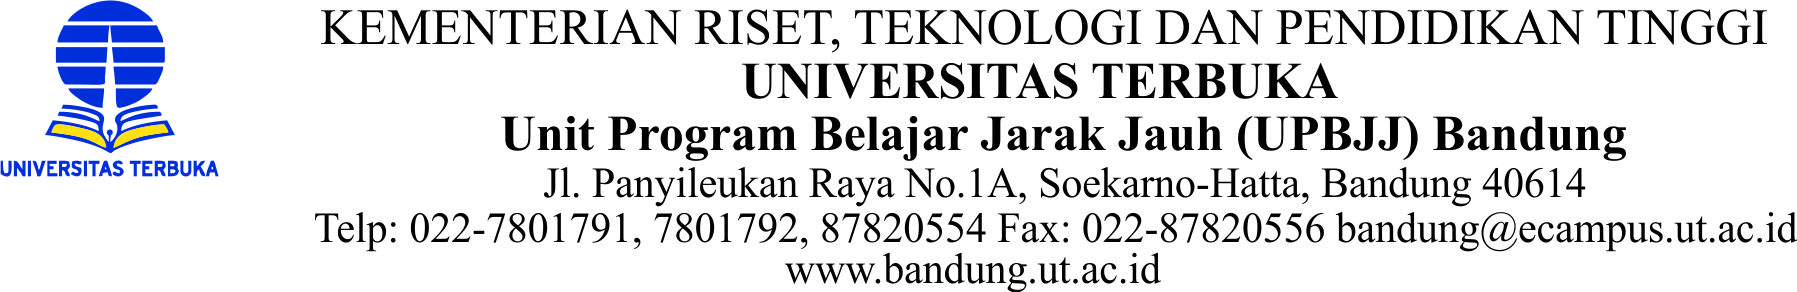 KEMENTERIAN RISET, TEKNOLOGI DAN PENDIDIKAN TINGGI
UNIVERSITAS TERBUKA
Unit Program Belajar Jarak Jauh (UPBJJ) Bandung
Jl. Panyileukan Raya No.1A, Soekarno-Hatta, Bandung 40614
Telp: 022-7801791, 7801792, 87820554 Fax: 022-87820556 bandung@ecampus.ut.ac.id
www.bandung.ut.ac.id
UNIVERSITAS TERBUKA